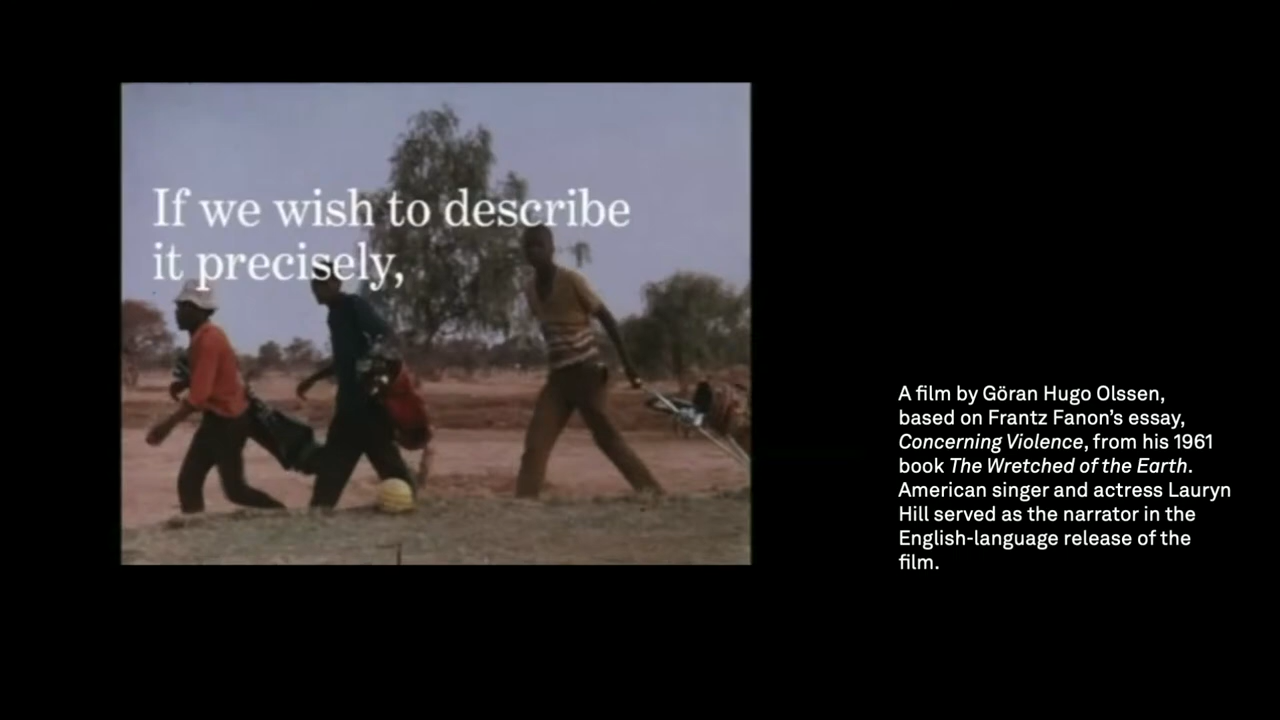 If we wish to describe
it precisely,
A film by Göran Hugo Olssen,
based on Frantz Fanon’s essay,
Concerning Violence, from his 1961
book The Wretched of the Earth.
American singer and actress Lauryn
Hill served as the narrator in the
English-language release of the
film.